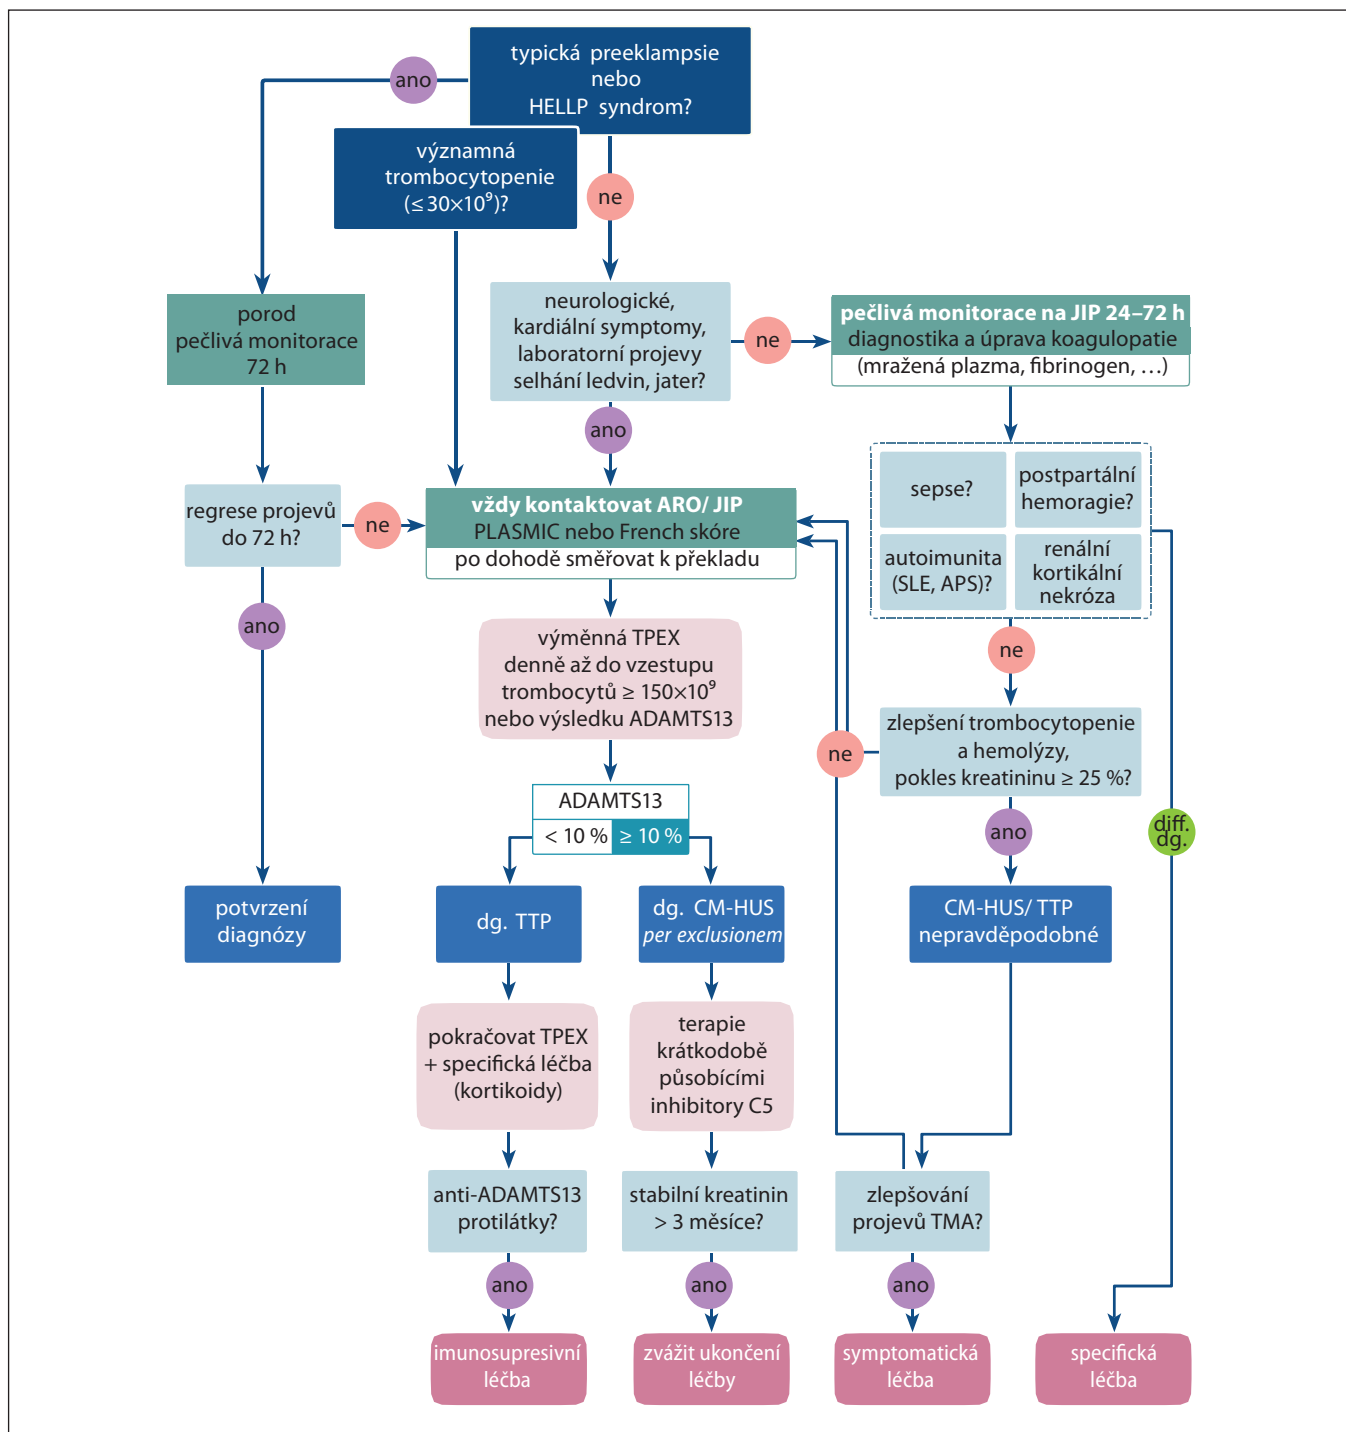 typická preeklampsie
nebo
HELLP syndrom?
ano
významná
trombocytopenie
(≤ 30×10⁹)?
ne
porod
pečlivá monitorace
72 h
neurologické,
kardiální symptomy,
laboratorní projevy
selhání ledvin, jater?
ne
pečlivá monitorace na JIP 24–72 h
diagnostika a úprava koagulopatie
(mražená plazma, fibrinogen, …)
ano
regrese projevů
do 72 h?
ne
vždy kontaktovat ARO/ JIP
PLASMIC nebo French skóre
po dohodě směřovat k překladu
sepse?
postpartální
hemoragie?
autoimunita
(SLE, APS)?
renální
kortikální
nekróza
ano
výměnná TPEX
denně až do vzestupu
trombocytů ≥ 150×10⁹
nebo výsledku ADAMTS13
ne
zlepšení trombocytopenie
a hemolýzy,
pokles kreatininu ≥ 25 %?
ne
ADAMTS13
< 10 % ≥ 10 %
ano
diff.
dg.
potvrzení
diagnózy
dg. TTP
dg. CM-HUS
per exclusionem
CM-HUS/ TTP
nepravděpodobné
pokračovat TPEX
+ specifická léčba
(kortikoidy)
terapie
krátkodobě
působícími
inhibitory C5
anti-ADAMTS13
protilátky?
stabilní kreatinin
> 3 měsíce?
zlepšování
projevů TMA?
ano
ano
ano
imunosupresivní
léčba
zvážit ukončení
léčby
symptomatická
léčba
specifická
léčba